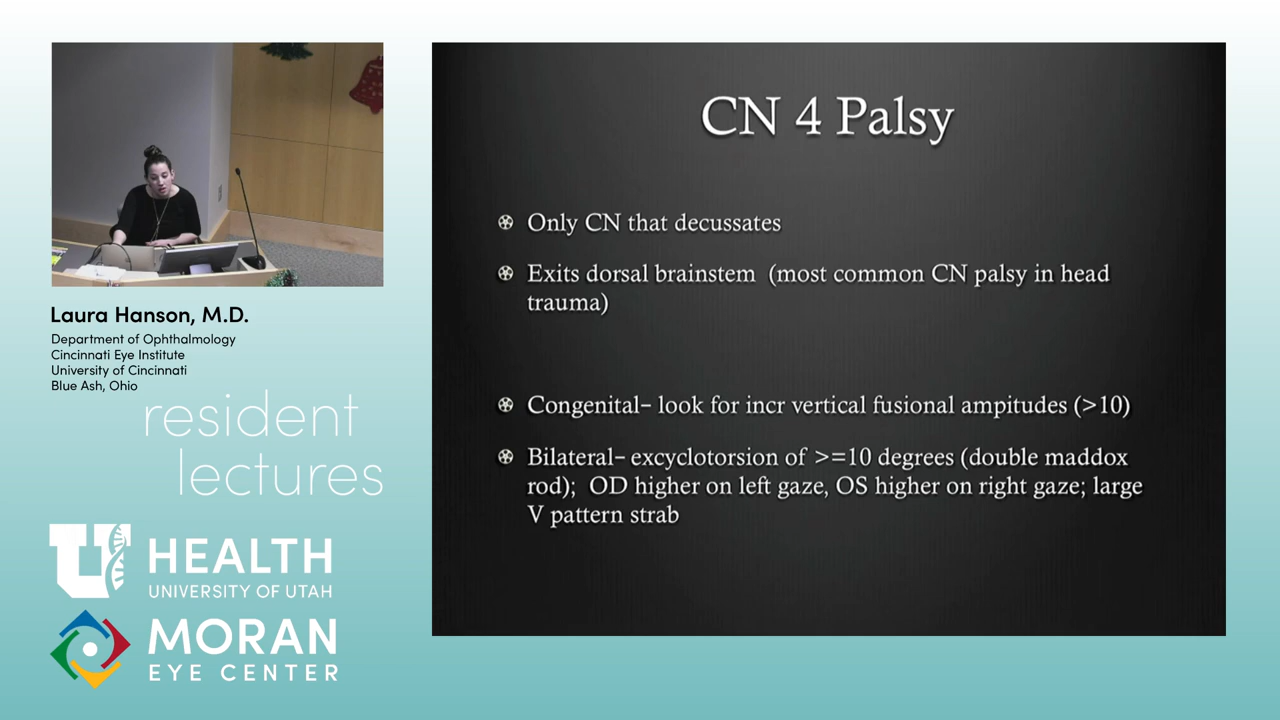 Laura Hanson, M.D.
Department of Ophthalmology
Cincinnati Eye Institute
University of Cincinnati
Blue Ash, Ohio
resident
lectures
U
HEALTH
UNIVERSITY OF UTAH
MORAN
EYE CENTER
CN 4 Palsy
Only CN that decussates
Exits dorsal brainstem (most common CN palsy in head
trauma)
Congenital– look for incr vertical fusional ampitudes (>10)
Bilateral– excyclotorsion of >=10 degrees (double maddox
rod); OD higher on left gaze, OS higher on right gaze; large
V pattern strab